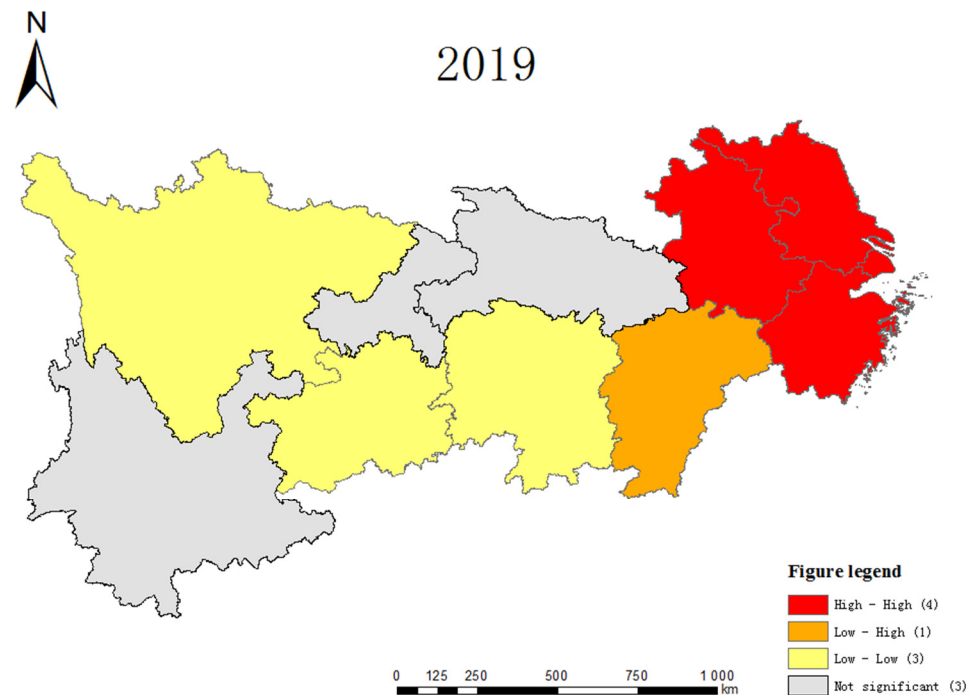 N
2019
Figure legend
High - High (4)
Low - High (1)
Low - Low (3)
Not significant (3)
0 125 250 500 750 1 000
km